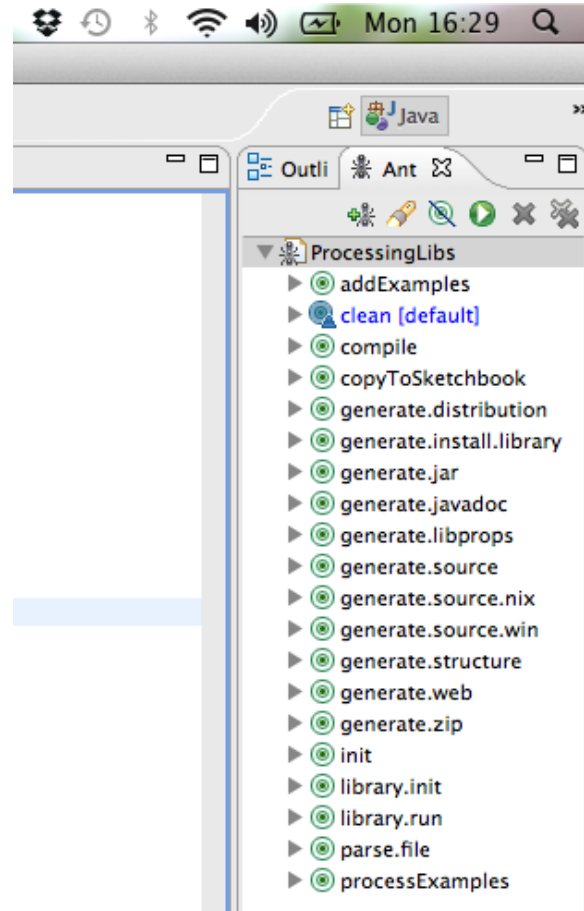 Mon 16:29
Java
Outli Ant
ProcessingLibs
addExamples
clean [default]
compile
copyToSketchbook
generate.distribution
generate.install.library
generate.jar
generate.javadoc
generate.libprops
generate.source
generate.source.nix
generate.source.win
generate.structure
generate.web
generate.zip
init
library.init
library.run
parse.file
processExamples